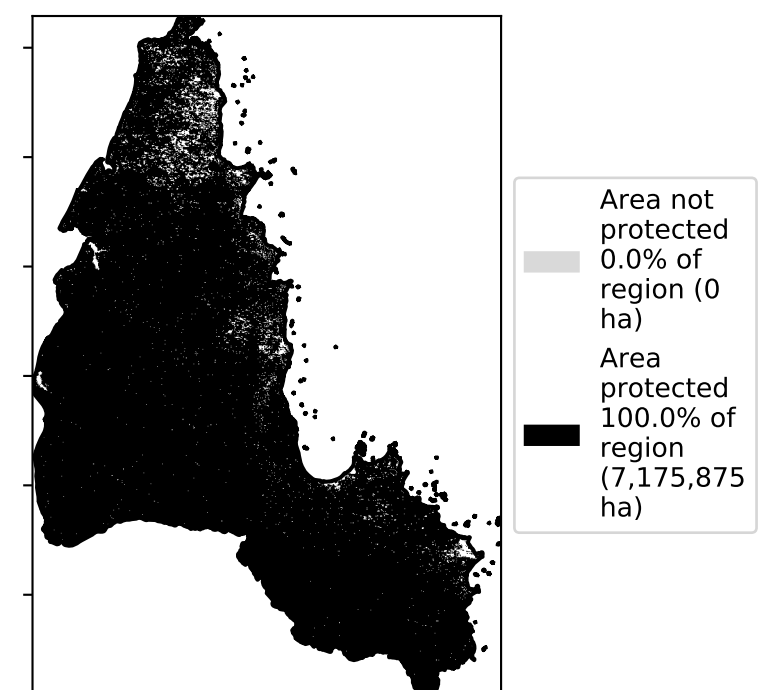 Area not
protected
0.0% of
region (0
ha)
Area
protected
100.0% of
region
(7,175,875
ha)